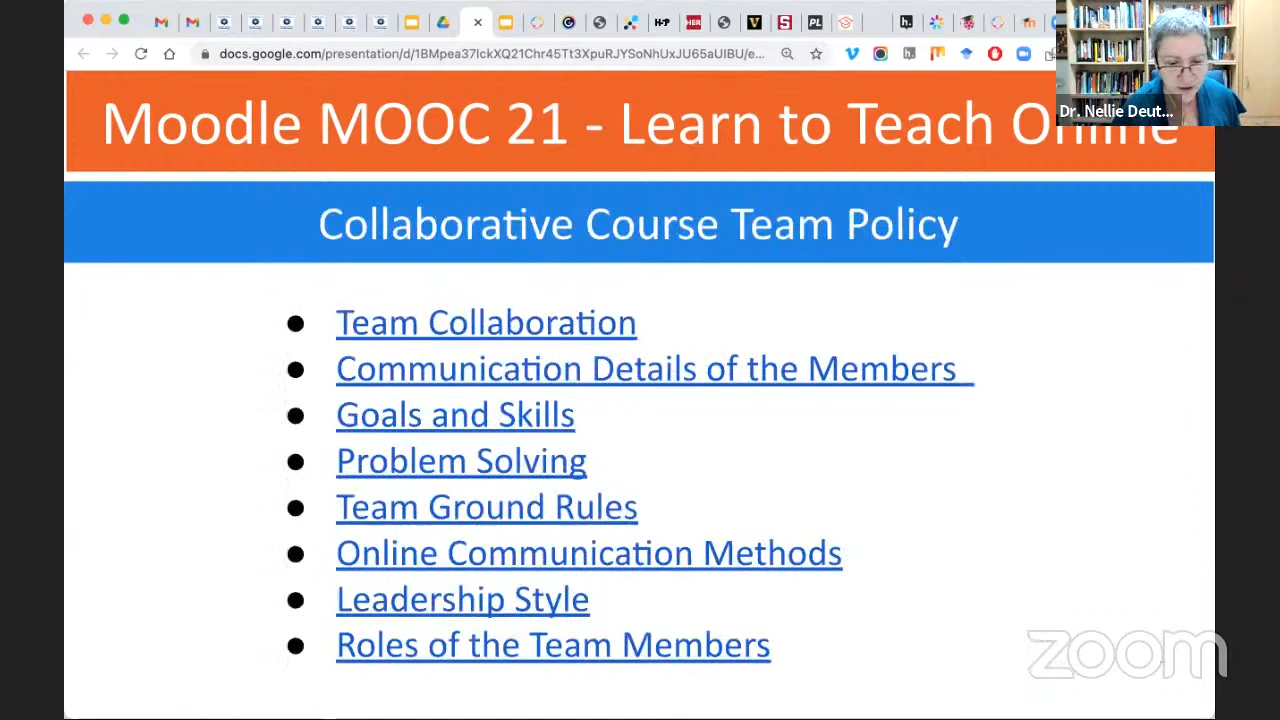 docs.google.com/presentation/d/1BMpea37IckXQ21Chr45Tt3XpuRJYSoNhUxJU65aUIBU/e...
Dr. Nellie Deut...
Moodle MOOC 21 - Learn to Teach Online
Collaborative Course Team Policy
● Team Collaboration
● Communication Details of the Members
● Goals and Skills
● Problem Solving
● Team Ground Rules
● Online Communication Methods
● Leadership Style
● Roles of the Team Members
zoom